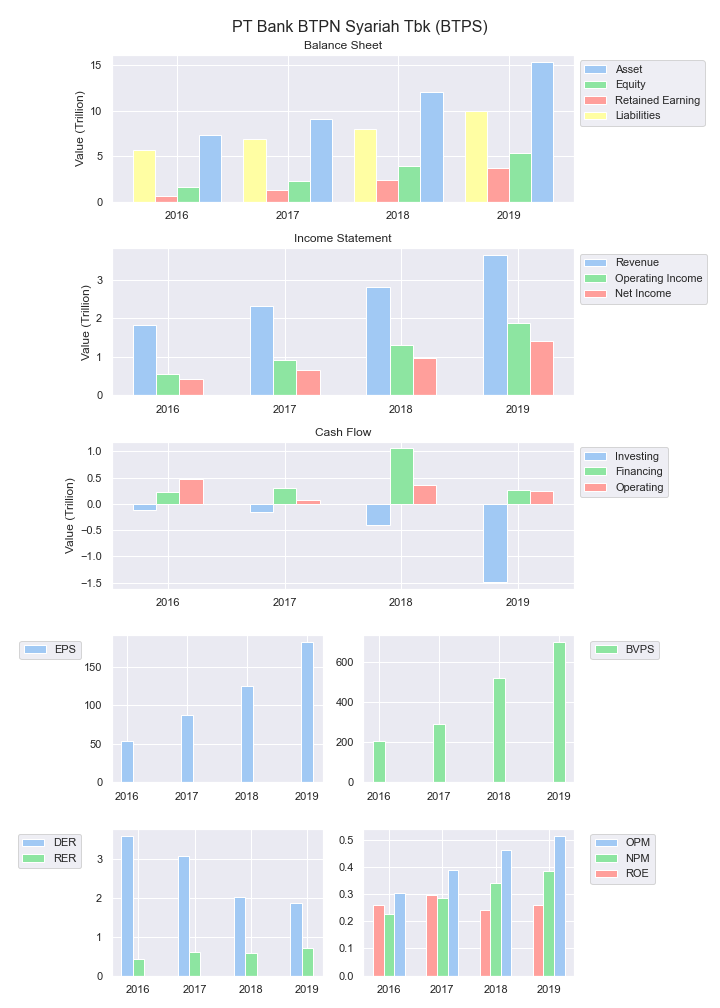 PT Bank BTPN Syariah Tbk (BTPS)
Balance Sheet
Value (Trillion)
15
10
5
0
2016 2017 2018 2019
Asset
Equity
Retained Earning
Liabilities
Income Statement
Value (Trillion)
3
2
1
0
2016 2017 2018 2019
Revenue
Operating Income
Net Income
Cash Flow
Value (Trillion)
1.0
0.5
0.0
−0.5
−1.0
−1.5
2016 2017 2018 2019
Investing
Financing
Operating
EPS
150
100
50
0
2016 2017 2018 2019
600
400
200
0
2016 2017 2018 2019
BVPS
DER
RER
3
2
1
0
2016 2017 2018 2019
0.5
0.4
0.3
0.2
0.1
0.0
2016 2017 2018 2019
OPM
NPM
ROE